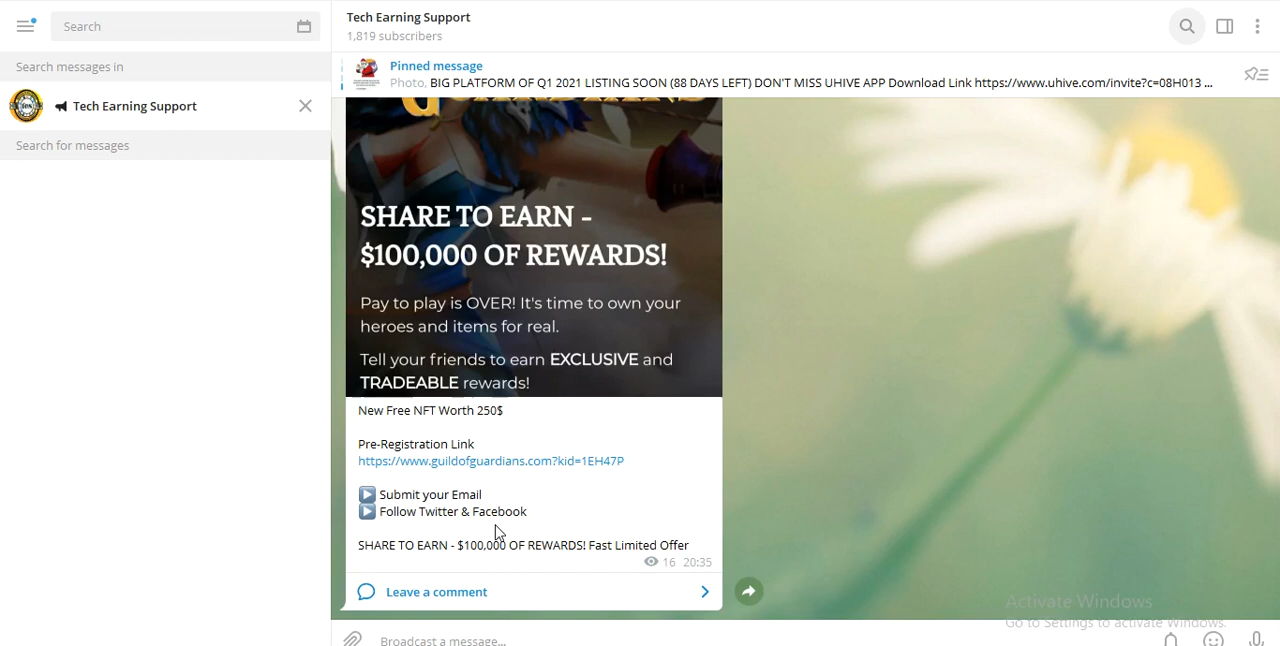 Search
Search messages in
Tech Earning Support
Search for messages
Tech Earning Support
1,819 subscribers
Pinned message
Photo, BIG PLATFORM OF Q1 2021 LISTING SOON (88 DAYS LEFT) DON'T MISS UHIVE APP Download Link https://www.uhive.com/invite?c=08H013 ...
SHARE TO EARN -
$100,000 OF REWARDS!
Pay to play is OVER! It's time to own your
heroes and items for real.
Tell your friends to earn EXCLUSIVE and
TRADEABLE rewards!
New Free NFT Worth 250$
Pre-Registration Link
https://www.guildofguardians.com?kid=1EH47P
Submit your Email
Follow Twitter & Facebook
SHARE TO EARN - $100,000 OF REWARDS! Fast Limited Offer
16 20:35
Leave a comment
Activate Windows
Go to Settings to activate Windows.
Broadcast a message...